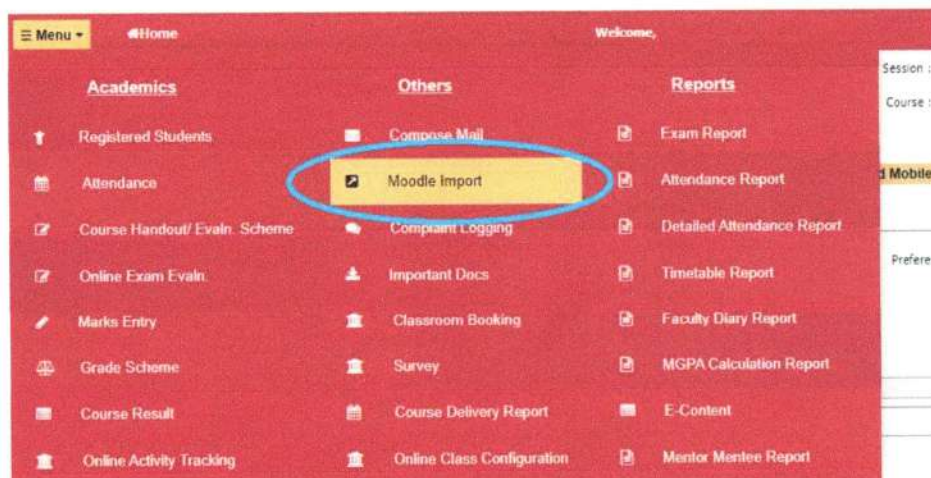 Menu Home Welcome,
Session :
Course :
Academics Others Reports
Registered Students Compose Mail Exam Report
Attendance Moodle Import Attendance Report
d Mobile
Course Handout/ Evaln. Scheme Complaint Logging Detailed Attendance Report
Prefere
Online Exam Evaln. Important Docs Timetable Report
Marks Entry Classroom Booking Faculty Diary Report
Grade Scheme Survey MGPA Calculation Report
Course Result Course Delivery Report E-Content
Online Activity Tracking Online Class Configuration Mentor Mentee Report